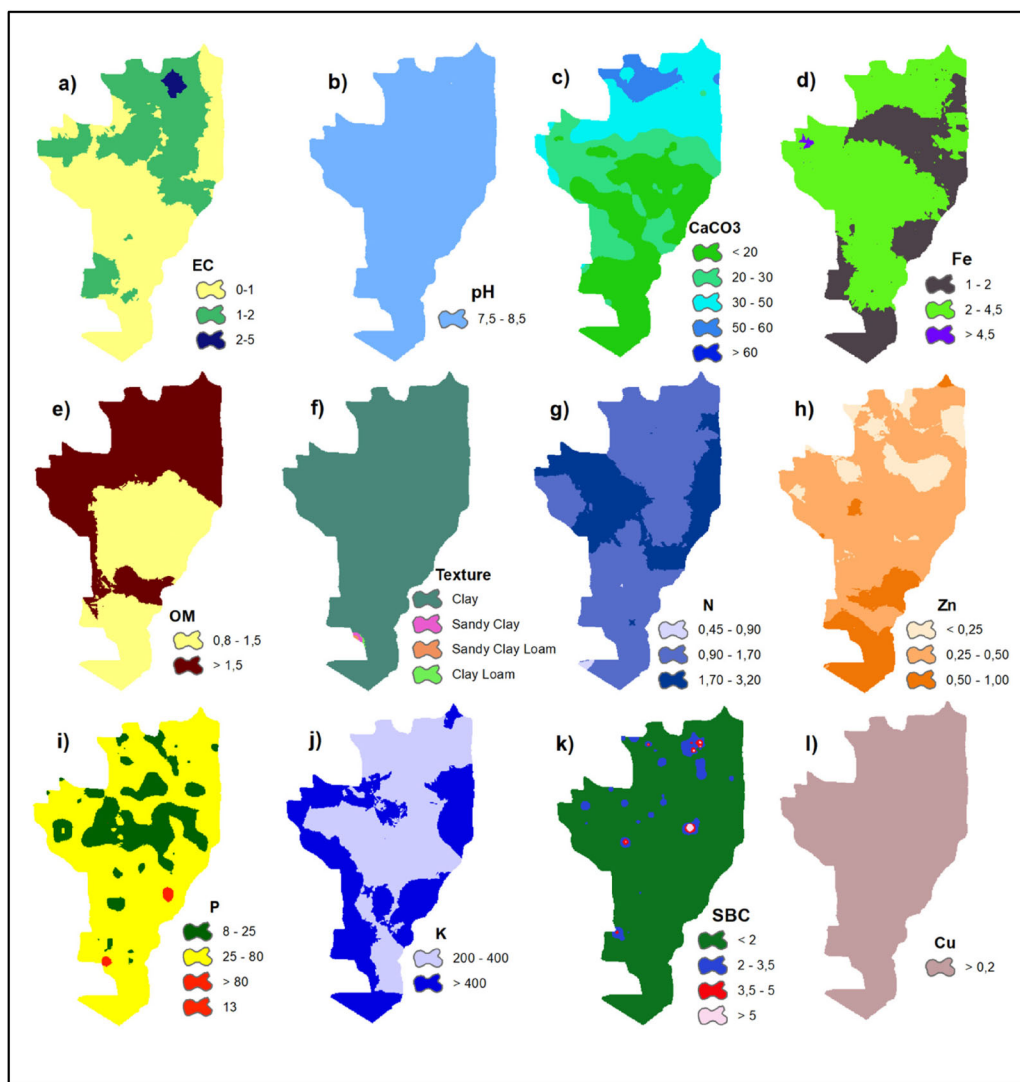 a)
EC
0-1
1-2
2-5
b)
pH
7,5 - 8,5
c)
CaCO3
< 20
20 - 30
30 - 50
50 - 60
> 60
d)
Fe
1 - 2
2 - 4,5
> 4,5
e)
OM
0,8 - 1,5
> 1,5
f)
Texture
Clay
Sandy Clay
Sandy Clay Loam
Clay Loam
g)
N
0,45 - 0,90
0,90 - 1,70
1,70 - 3,20
h)
Zn
< 0,25
0,25 - 0,50
0,50 - 1,00
i)
P
8 - 25
25 - 80
> 80
13
j)
K
200 - 400
> 400
k)
SBC
< 2
2 - 3,5
3,5 - 5
> 5
l)
Cu
> 0,2